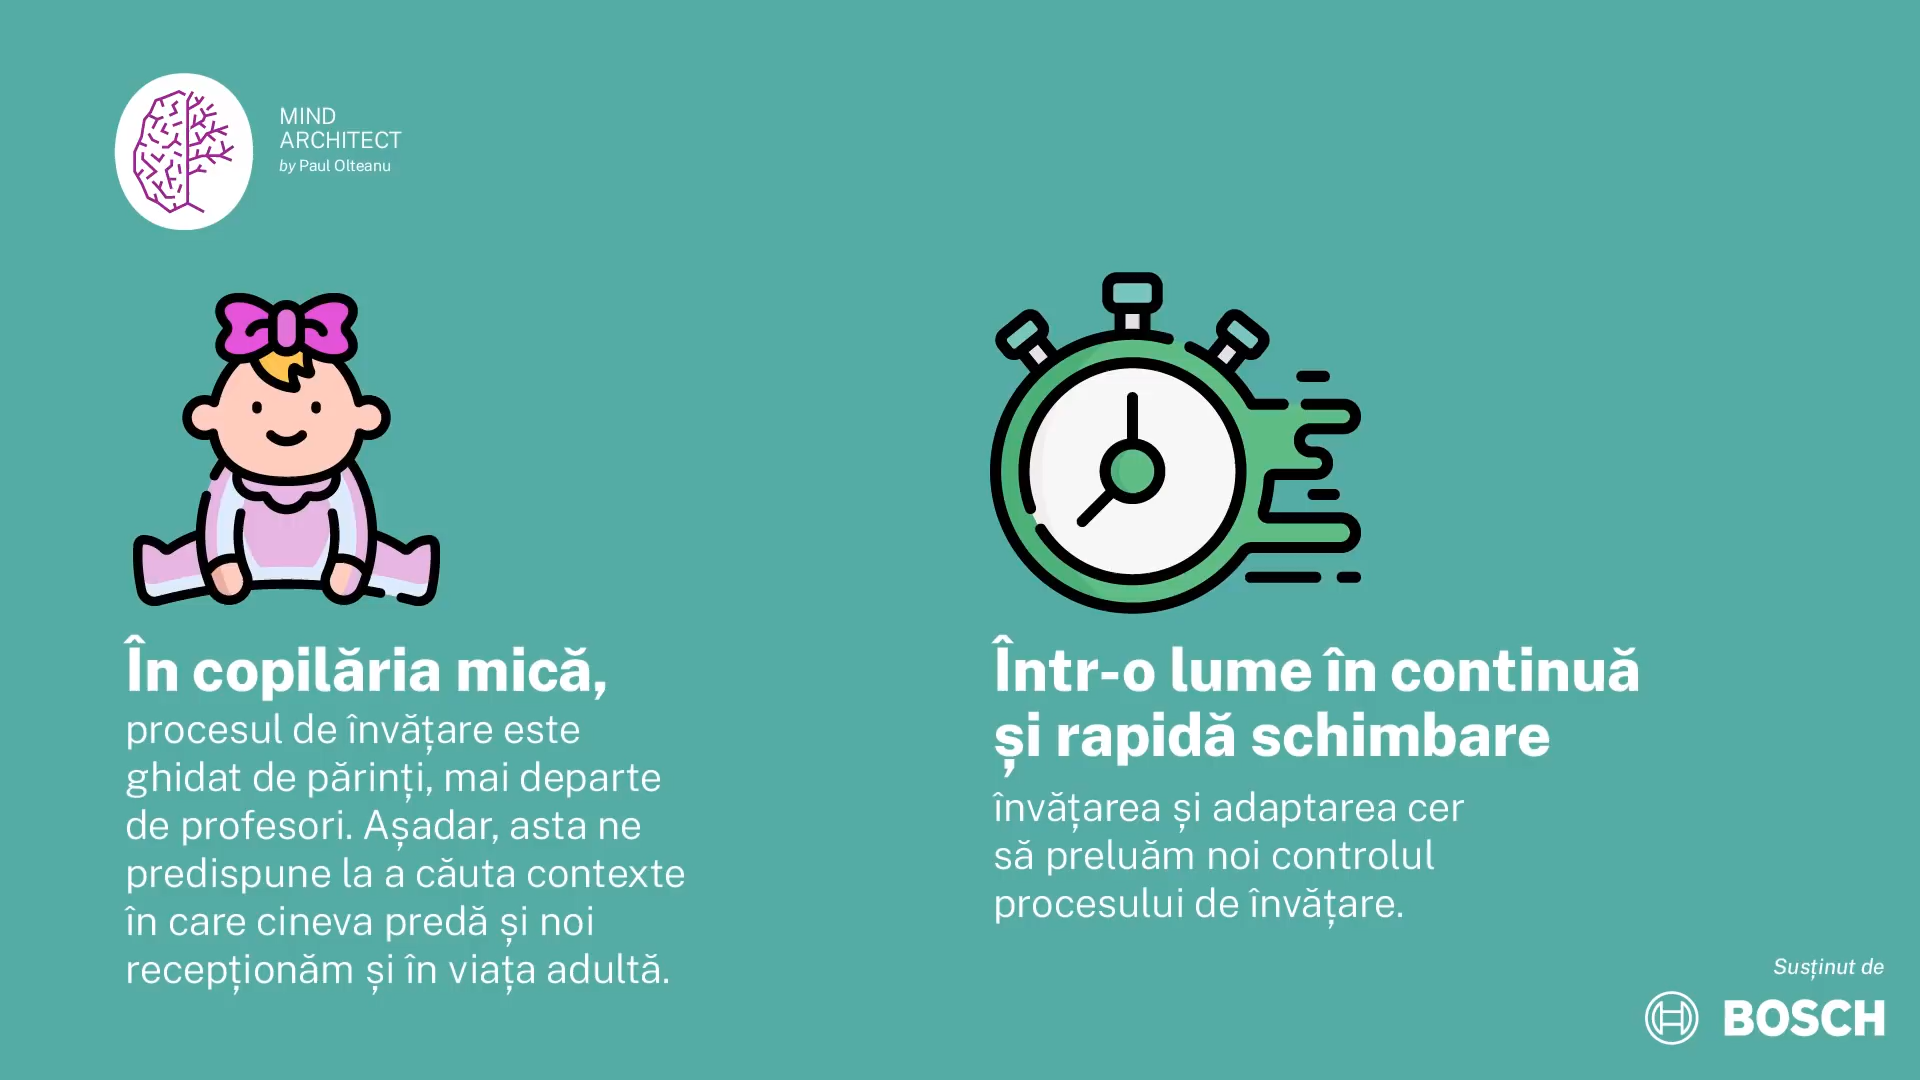 MIND
ARCHITECT
by Paul Olteanu
În copilăria mică,
procesul de învățare este
ghidat de părinți, mai departe
de profesori. Așadar, asta ne
predispune la a căuta contexte
în care cineva predă și noi
recepționăm și în viața adultă.
Într-o lume în continuă
și rapidă schimbare
învățarea și adaptarea cer
să preluăm noi controlul
procesului de învățare.
Susținut de
BOSCH